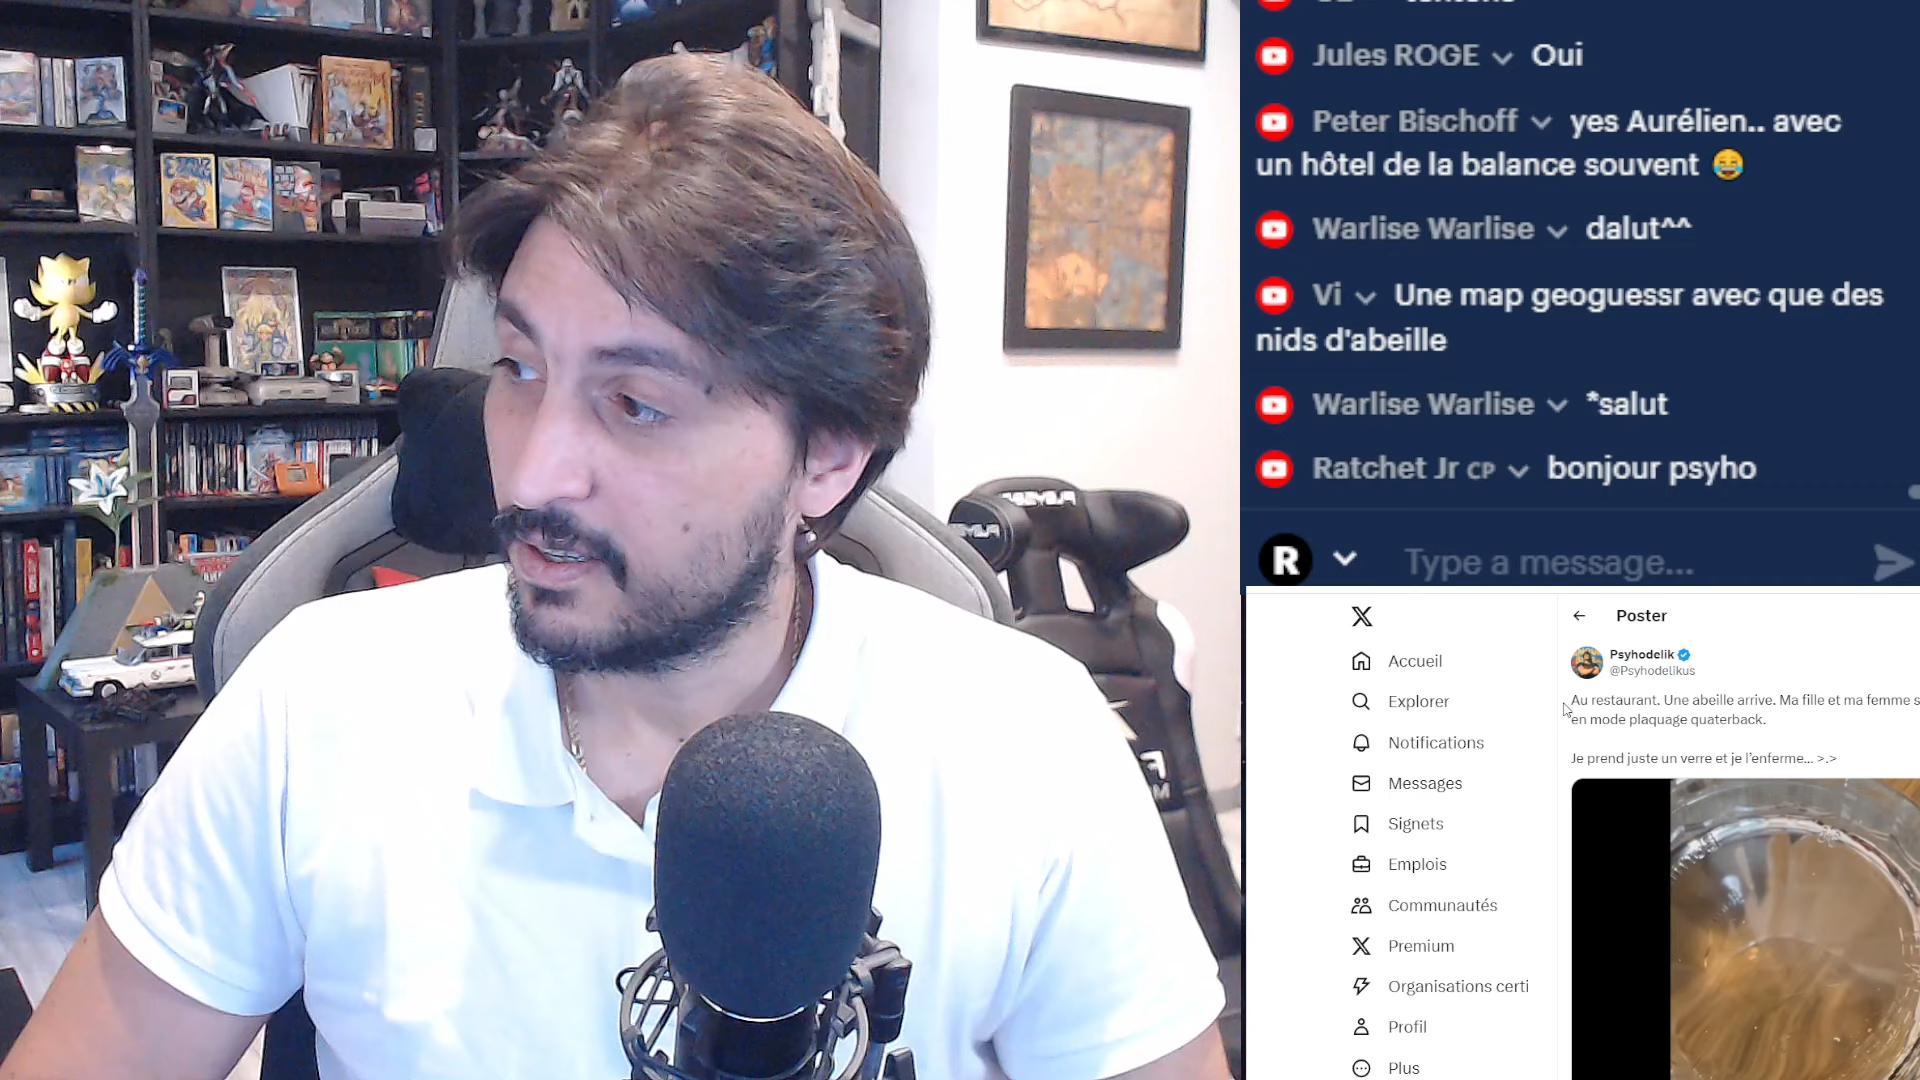 Jules ROGE Oui
Peter Bischoff yes Aurélien.. avec
un hôtel de la balance souvent 😂
Warlise Warlise dalut^^
Vi Une map geoguessr avec que des
nids d'abeille
Warlise Warlise *salut
Ratchet Jr CP bonjour psyho
R Type a message...
X
Accueil
Explorer
Notifications
Messages
Signets
Emplois
Communautés
Premium
Organisations certi
Profil
Plus
← Poster
Psyhodelik
@Psyhodelikus
Au restaurant. Une abeille arrive. Ma fille et ma femme s
en mode plaquage quaterback.
Je prend juste un verre et je l'enferme... >.>